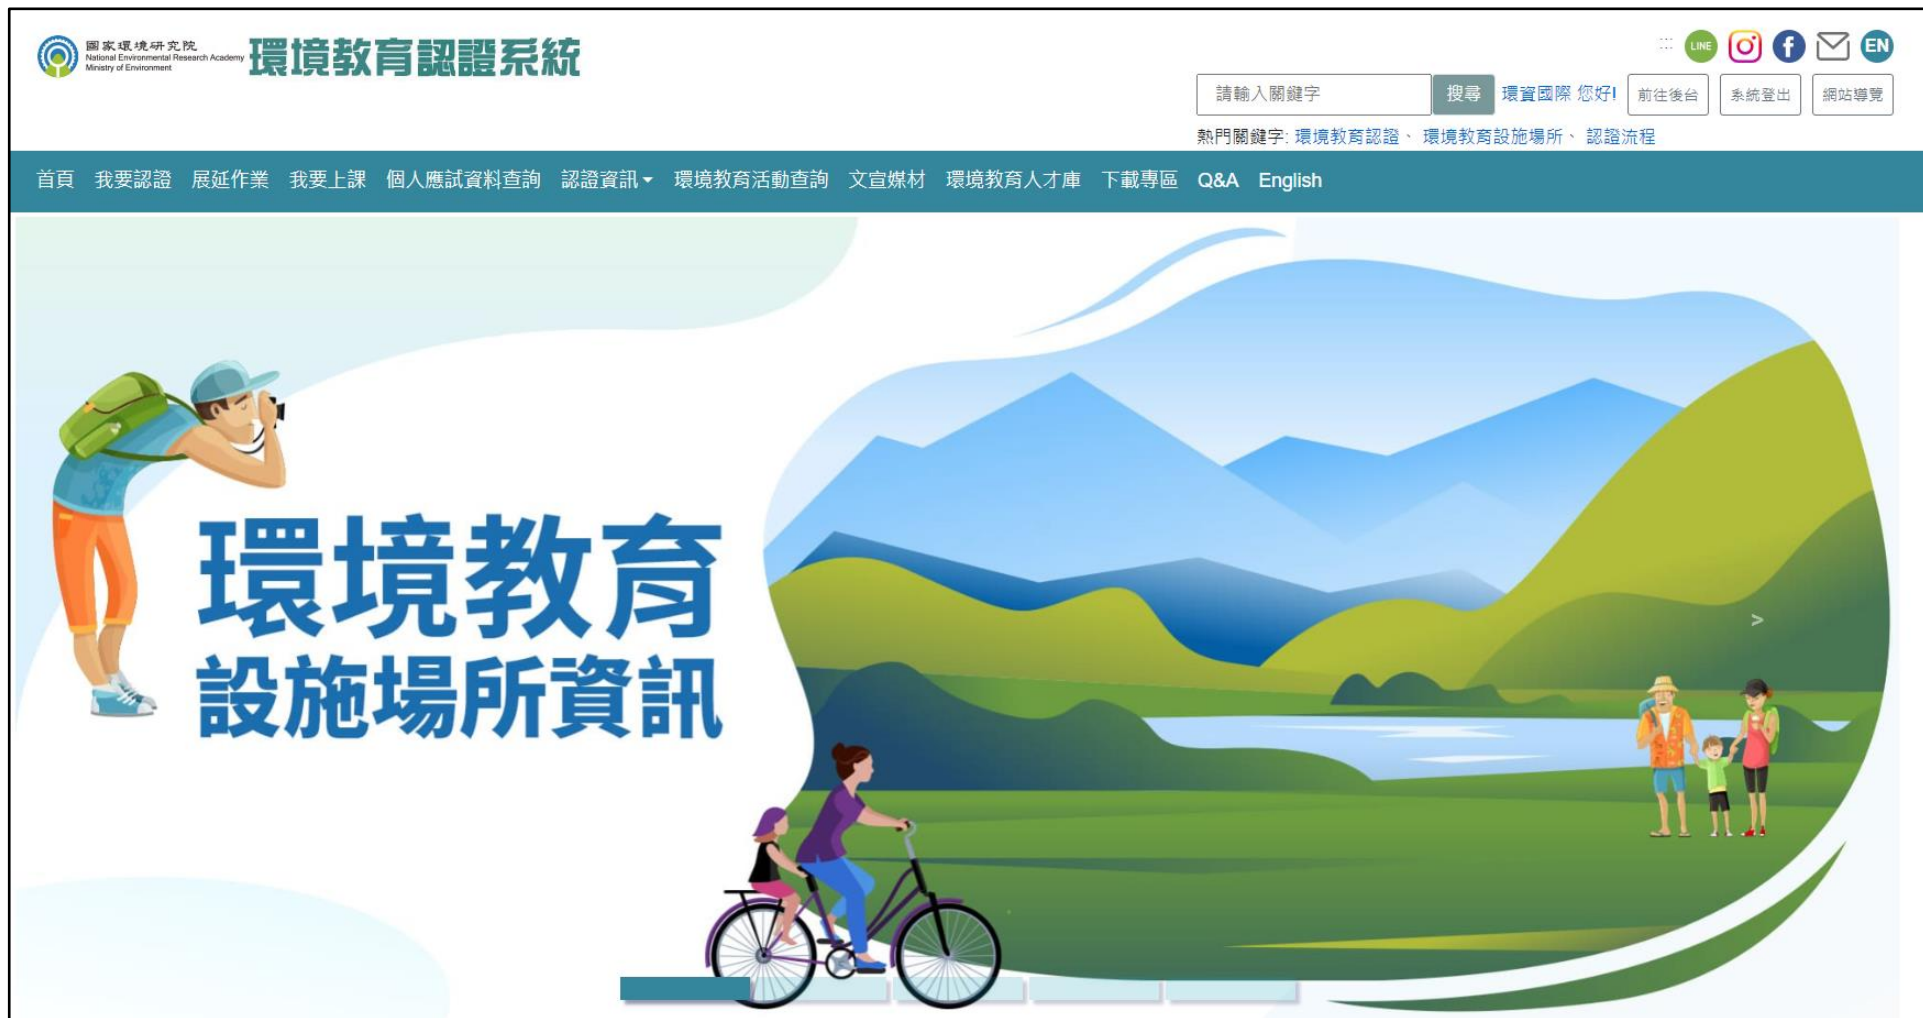 國家環境研究院
National Environmental Research Academy
Ministry of Environment
環境教育認證系統
:::
LINE
EN
請輸入關鍵字 搜尋 環資國際 您好! 前往後台 系統登出 網站導覽
熱門關鍵字: 環境教育認證、 環境教育設施場所、 認證流程
首頁 我要認證 展延作業 我要上課 個人應試資料查詢 認證資訊 環境教育活動查詢 文宣媒材 環境教育人才庫 下載專區 Q&A English
環境教育
設施場所資訊
>